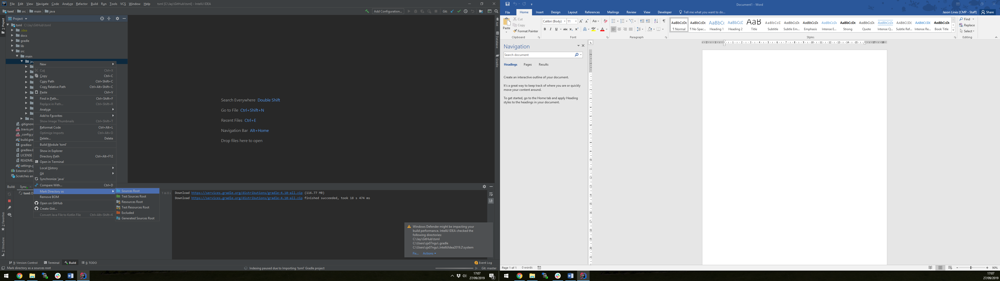 File Edit View Navigate Code Analyze Refactor Build Run Tools VCS Window Help tsml [C:\Jay\GitHub\tsml] - IntelliJ IDEA
tsml src main java Add Configuration... Git:
1: Project
Project
tsml C:\Jay\GitHub\tsml
.idea
docs
gradle
lib
src
main
New
Cut Ctrl+X
Copy Ctrl+C
Copy Path Ctrl+Shift+C
Copy Relative Path Ctrl+Alt+Shift+C
Paste Ctrl+V
Find in Path... Ctrl+Shift+F
Replace in Path... Ctrl+Shift+R
Analyze
Add to Favorites
Show Image Thumbnails Ctrl+Shift+T
Reformat Code Ctrl+Alt+L
Optimize Imports Ctrl+Alt+O
Delete... Delete
Build Module 'tsml'
Show in Explorer
Directory Path Ctrl+Alt+F12
Open in Terminal
Local History
Git
Synchronize 'java'
Compare With... Ctrl+D
Mark Directory as
Remove BOM
Open on GitHub
Create Gist...
Convert Java File to Kotlin File Ctrl+Alt+Shift+K
.gitignore
.travis.ym
_config.y
build.grad
gradlew
gradlew.b
LICENSE
README.
settings.g
External Libra
Scratches an
Sources Root
Test Sources Root
Resources Root
Test Resources Root
Excluded
Generated Sources Root
Search Everywhere Double Shift
Go to File Ctrl+Shift+N
Recent Files Ctrl+E
Navigation Bar Alt+Home
Drop files here to open
Ant
Database
Gradle
Build: Sync
tsml: D 1 m 8 s
Download https://services.gradle.org/distributions/gradle-4.10-all.zip (116.77 MB)
Download https://services.gradle.org/distributions/gradle-4.10-all.zip finished succeeded, took 18 s 474 ms
Windows Defender might be impacting your
build performance. IntelliJ IDEA checked the
following directories:
C:\Jay\GitHub\tsml
C:\Users\sjx07ngu\.gradle
C:\Users\sjx07ngu\.IntelliJIdea2019.2\system
Fix... Actions
2: Favorites
7: Structure
9: Version Control Terminal Build 6: TODO 2 Event Log
Mark directory as a sources root Indexing paused due to Importing 'tsml' Gradle project Git: master
17:07
27/09/2019
2
Document1 - Word
File Home Insert Design Layout References Mailings Review View Developer Tell me what you want to do... Jason Lines (CMP - Staff) Share
Paste
Cut
Copy
Format Painter
Clipboard
Calibri (Body) 11
Font
Paragraph
AaBbCcDc AaBbCcDc AaBbCc AaBbCcD AaB AaBbCcD AaBbCcDc AaBbCcDc AaBbCcDc AaBbCcDc AaBbCcDc AaBbCcDc AABBCCDC AABBCCDC AaBbCcDc
¶ Normal ¶ No Spac... Heading 1 Heading 2 Title Subtitle Subtle Em... Emphasis Intense E... Strong Quote Intense Q... Subtle Ref... Intense Re... Book Title
Styles
Find
Replace
Select
Editing
Navigation
Search document
Headings Pages Results
Create an interactive outline of your document.
It's a great way to keep track of where you are or quickly
move your content around.
To get started, go to the Home tab and apply Heading
styles to the headings in your document.
Page 1 of 1 0 words 90%
17:07
27/09/2019